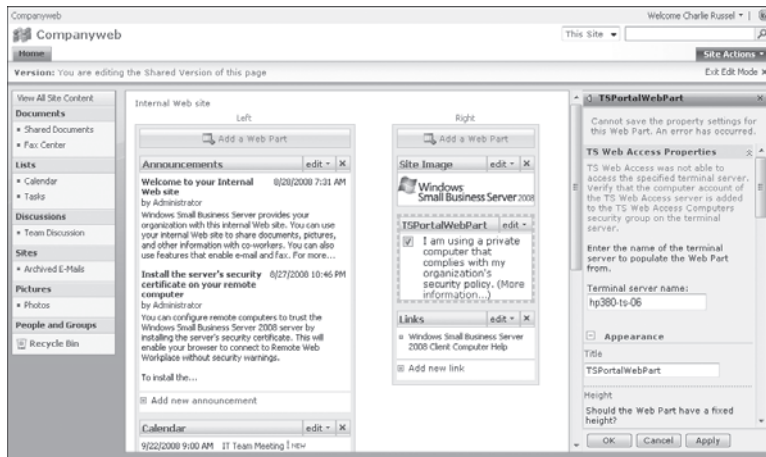 Companyweb
Welcome Charlie Russel
Companyweb
This Site
Home
Site Actions
Version: You are editing the Shared Version of this page
Exit Edit Mode
View All Site Content
Documents
Shared Documents
Fax Center
Lists
Calendar
Tasks
Discussions
Team Discussion
Sites
Archived E-Mails
Pictures
Photos
People and Groups
Recycle Bin
Internal Web site
Left
Add a Web Part
Announcements edit
Welcome to your Internal 8/28/2008 7:31 AM
Web site
by Administrator
Windows Small Business Server provides your
organization with this internal Web site. You can use
your internal Web site to share documents, pictures,
and other information with co-workers. You can also
use features that enable e-mail and fax. For more...
Install the server's security 8/27/2008 10:46 PM
certificate on your remote
computer
by Administrator
You can configure remote computers to trust the
Windows Small Business Server 2008 server by
installing the server's security certificate. This will
enable your browser to connect to Remote Web
Workplace without security warnings.
To install the...
Add new announcement
Calendar edit
9/22/2008 9:00 AM IT Team Meeting ! NEW
Right
Add a Web Part
Site Image edit
Windows
Small Business Server 2008
TSPortalWebPart edit
I am using a private
computer that
complies with my
organization's
security policy. (More
information...)
Links edit
Windows Small Business Server
2008 Client Computer Help
Add new link
TSPortalWebPart
Cannot save the property settings for
this Web Part. An error has occurred.
TS Web Access Properties
TS Web Access was not able to
access the specified terminal server.
Verify that the computer account of
the TS Web Access server is added
to the TS Web Access Computers
security group on the terminal
server.
Enter the name of the terminal
server to populate the Web Part
from.
Terminal server name:
hp380-ts-06
Appearance
Title
TSPortalWebPart
Height
Should the Web Part have a fixed
height?
OK Cancel Apply